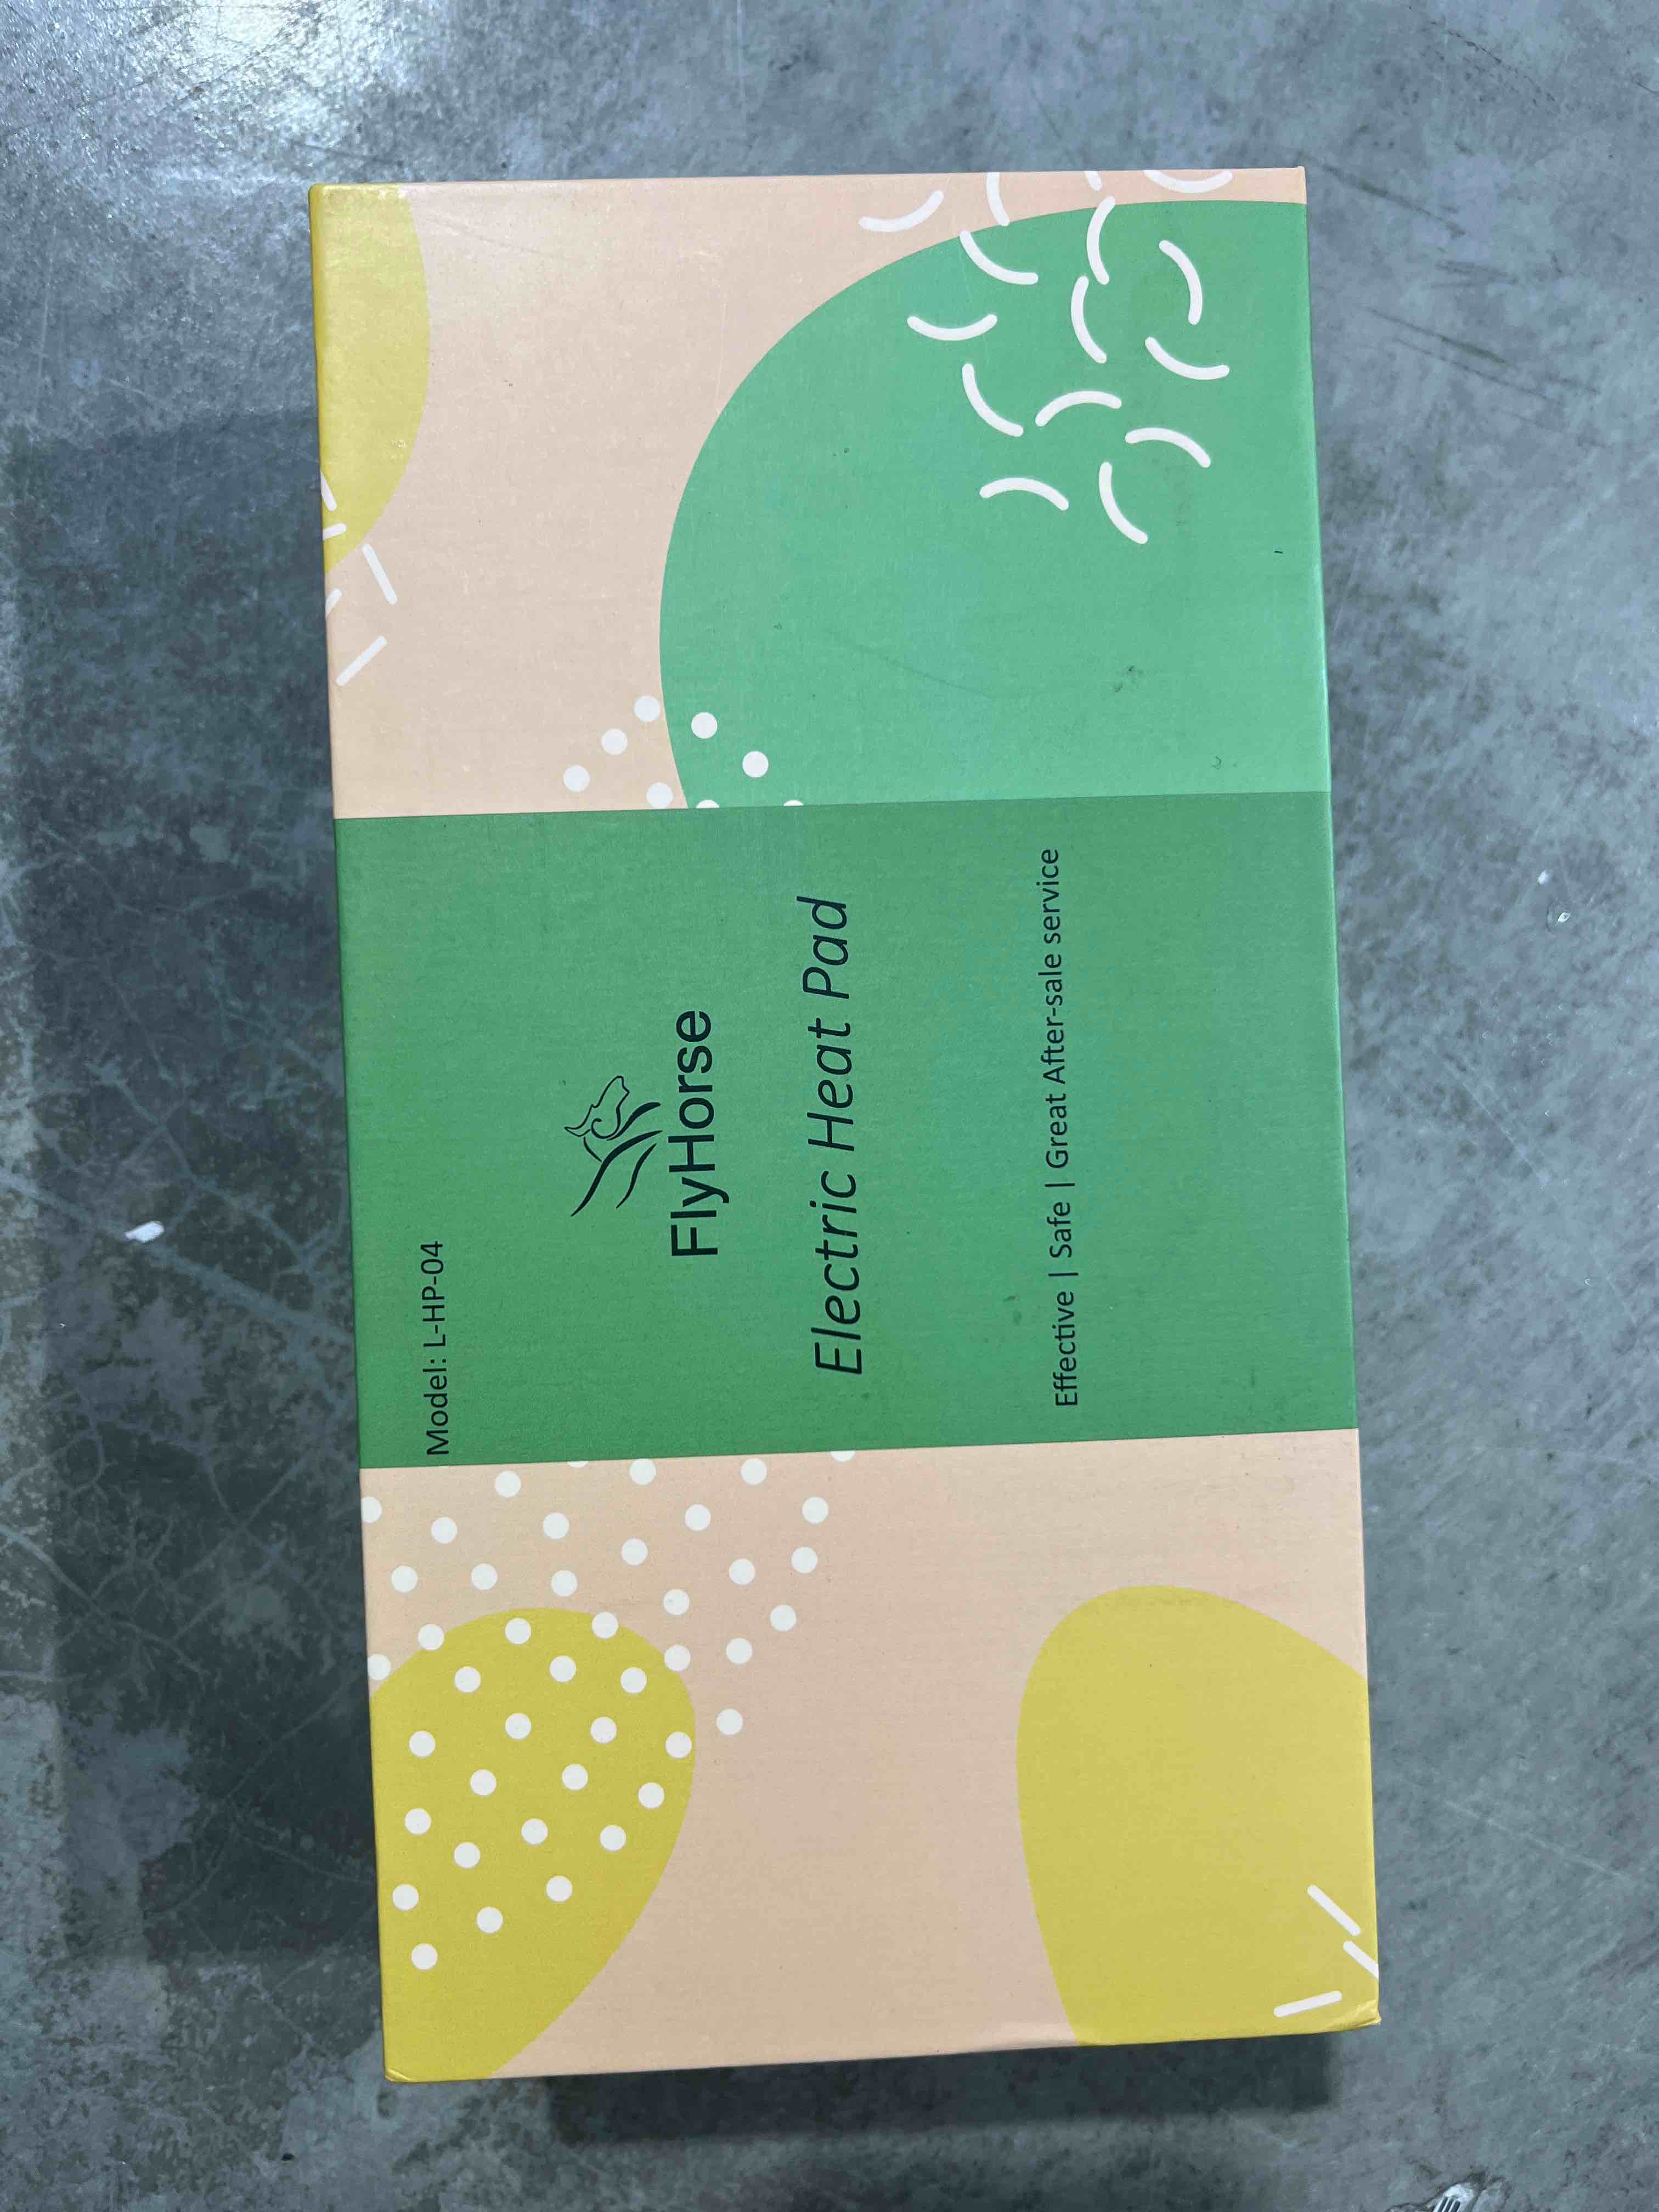 Model: L-HP-04
FlyHorse
Electric Heat Pad
Effective | Safe | Great After-sale service